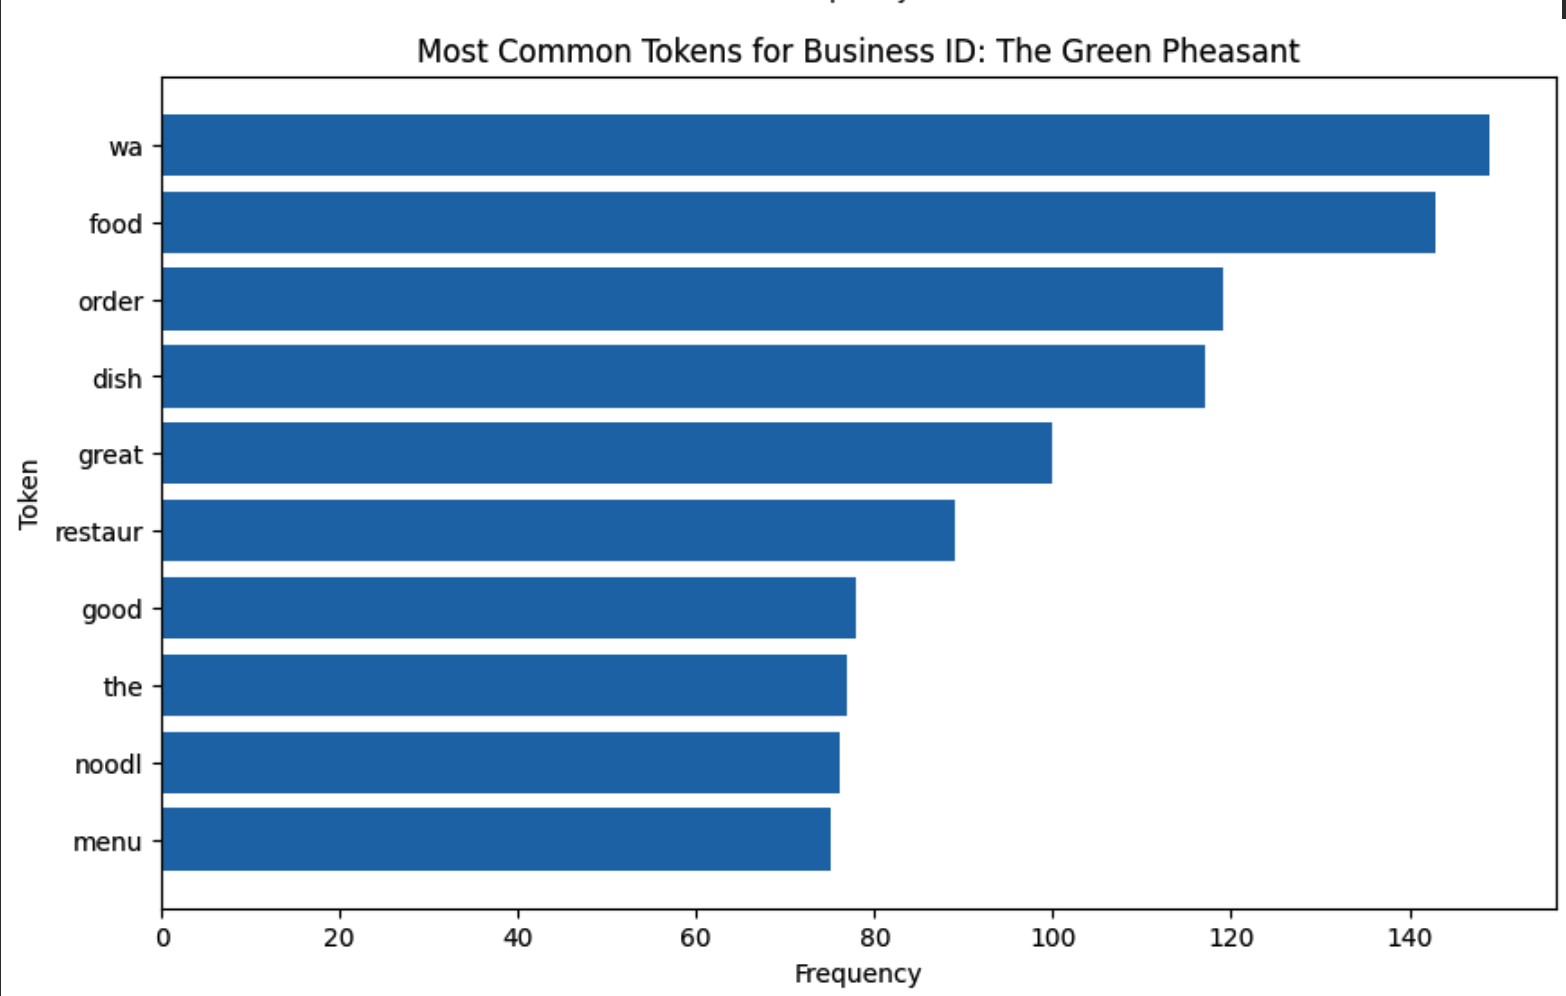 Most Common Tokens for Business ID: The Green Pheasant
wa
food
order
dish
great
restaur
good
the
noodl
menu
Token
0 20 40 60 80 100 120 140
Frequency